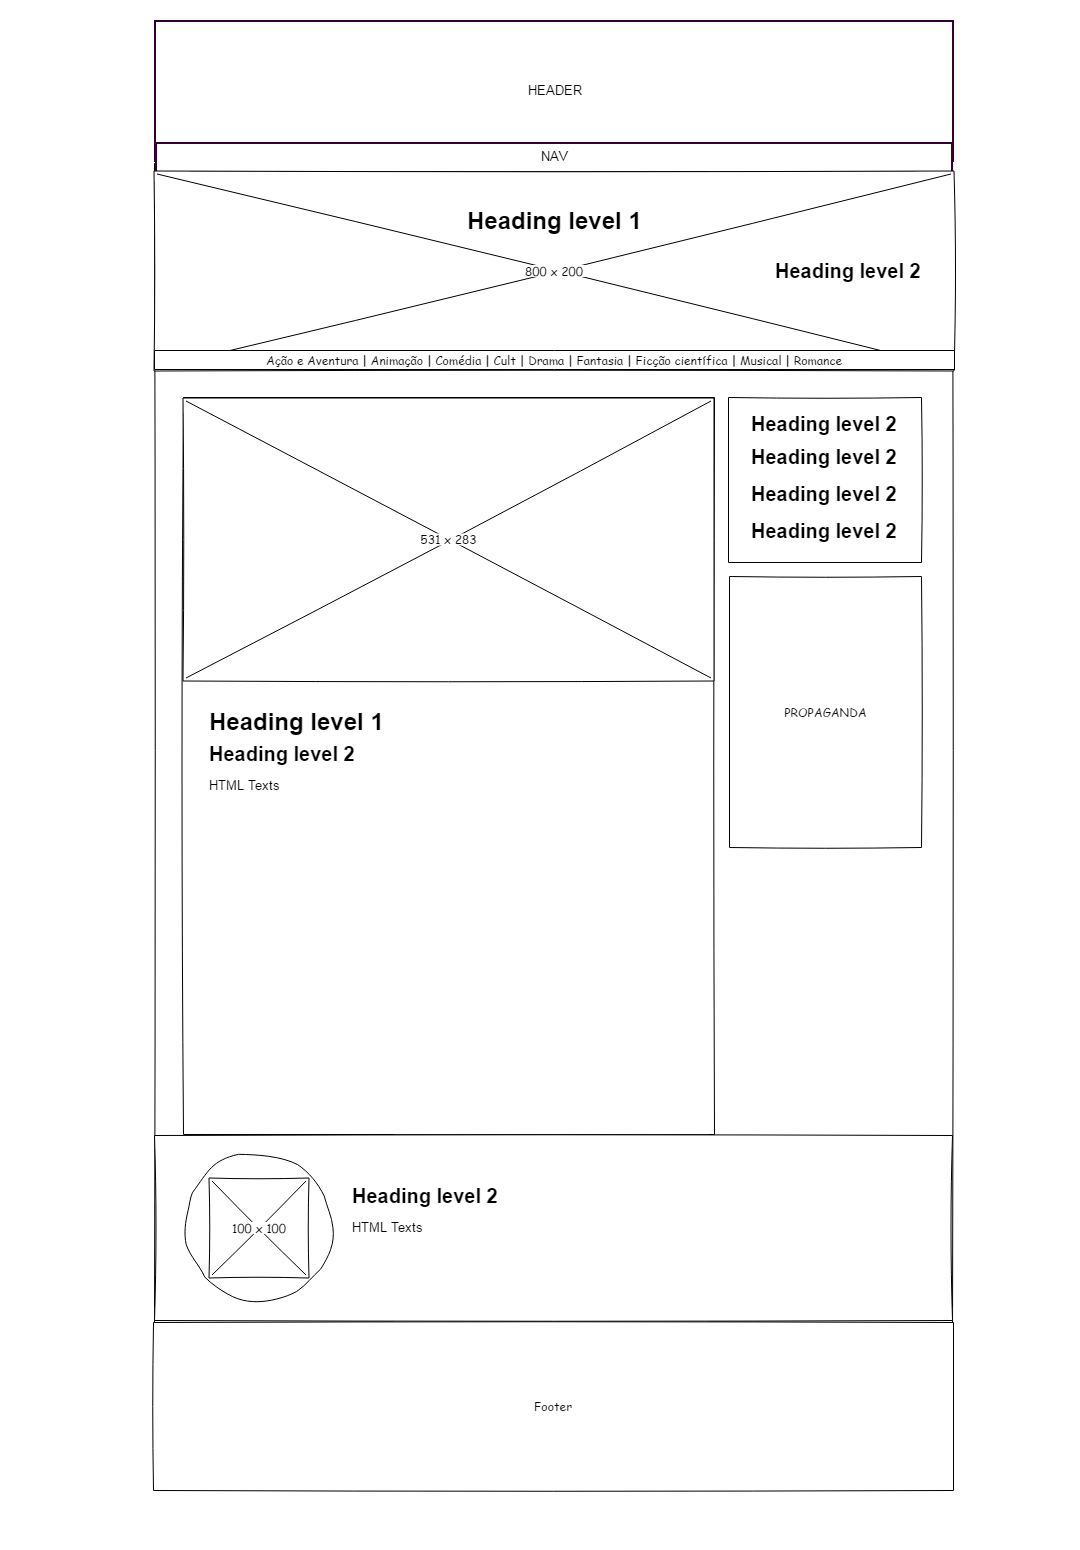 HEADER
NAV
Heading level 1
800 x 200
Heading level 2
Ação e Aventura | Animação | Comédia | Cult | Drama | Fantasia | Ficção científica | Musical | Romance
531 x 283
Heading level 2
Heading level 2
Heading level 2
Heading level 2
PROPAGANDA
Heading level 1
Heading level 2
HTML Texts
100 x 100
Heading level 2
HTML Texts
Footer